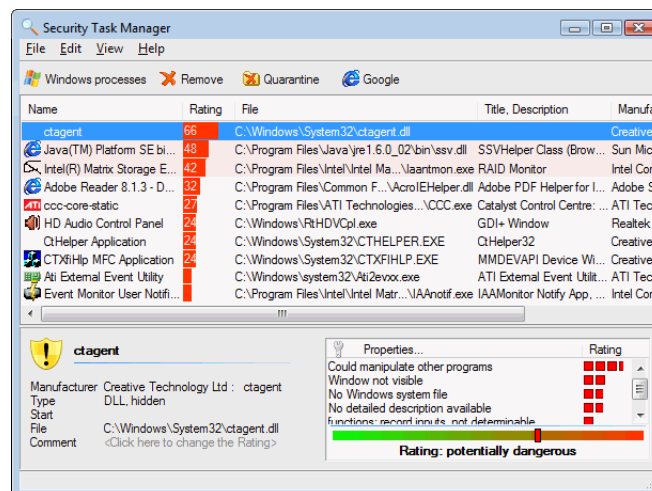 Security Task Manager
File Edit View Help
Windows processes Remove Quarantine Google
Name Rating File Title, Description Manufa
ctagent 66 C:\Windows\System32\ctagent.dll Creative
Java(TM) Platform SE bi... 48 C:\Program Files\Java\jre1.6.0_02\bin\ssv.dll SSVHelper Class (Brow... Sun Mic
Intel(R) Matrix Storage E... 42 C:\Program Files\Intel\Intel Ma...\Iaantmon.exe RAID Monitor Intel Cor
Adobe Reader 8.1.3 - D... 32 C:\Program Files\Common F...\AcroIEHelper.dll Adobe PDF Helper for I... Adobe S
ATI ccc-core-static 27 C:\Program Files\ATI Technologies...\CCC.exe Catalyst Control Centre: ... ATI Tec
HD Audio Control Panel 24 C:\Windows\RtHDVCpl.exe GDI+ Window Realtek
CtHelper Application 24 C:\Windows\System32\CTHELPER.EXE CtHelper32 Creative
CTXfiHlp MFC Application 24 C:\Windows\System32\CTXFIHLP.EXE MMDEVAPI Device Wi... Creative
Ati External Event Utility C:\Windows\system32\Ati2evxx.exe ATI External Event Utilit... ATI Tec
Event Monitor User Notifi... C:\Program Files\Intel\Intel Matr...\IAAnotif.exe IAAMonitor Notify App, ... Intel Cor
ctagent
Manufacturer Creative Technology Ltd : ctagent
Type DLL, hidden
Start
File C:\Windows\System32\ctagent.dll
Comment <Click here to change the Rating>
Properties... Rating
Could manipulate other programs
Window not visible
No Windows system file
No detailed description available
functions: record inputs, not determinable
Rating: potentially dangerous